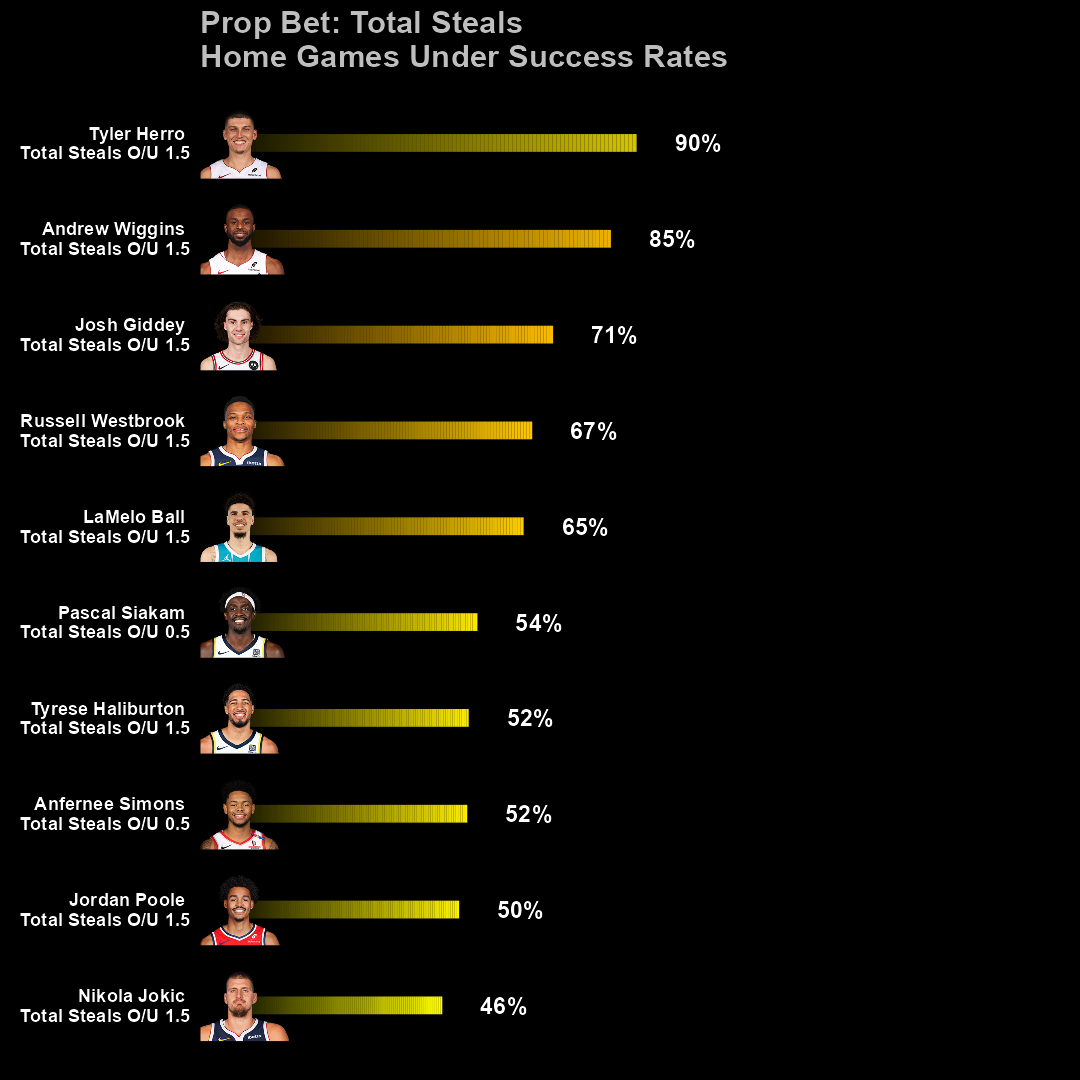 Prop Bet: Total Steals
Home Games Under Success Rates
Tyler Herro
Total Steals O/U 1.5
90%
Andrew Wiggins
Total Steals O/U 1.5
85%
Josh Giddey
Total Steals O/U 1.5
71%
Russell Westbrook
Total Steals O/U 1.5
67%
LaMelo Ball
Total Steals O/U 1.5
65%
Pascal Siakam
Total Steals O/U 0.5
54%
Tyrese Haliburton
Total Steals O/U 1.5
52%
Anfernee Simons
Total Steals O/U 0.5
52%
Jordan Poole
Total Steals O/U 1.5
50%
Nikola Jokic
Total Steals O/U 1.5
46%